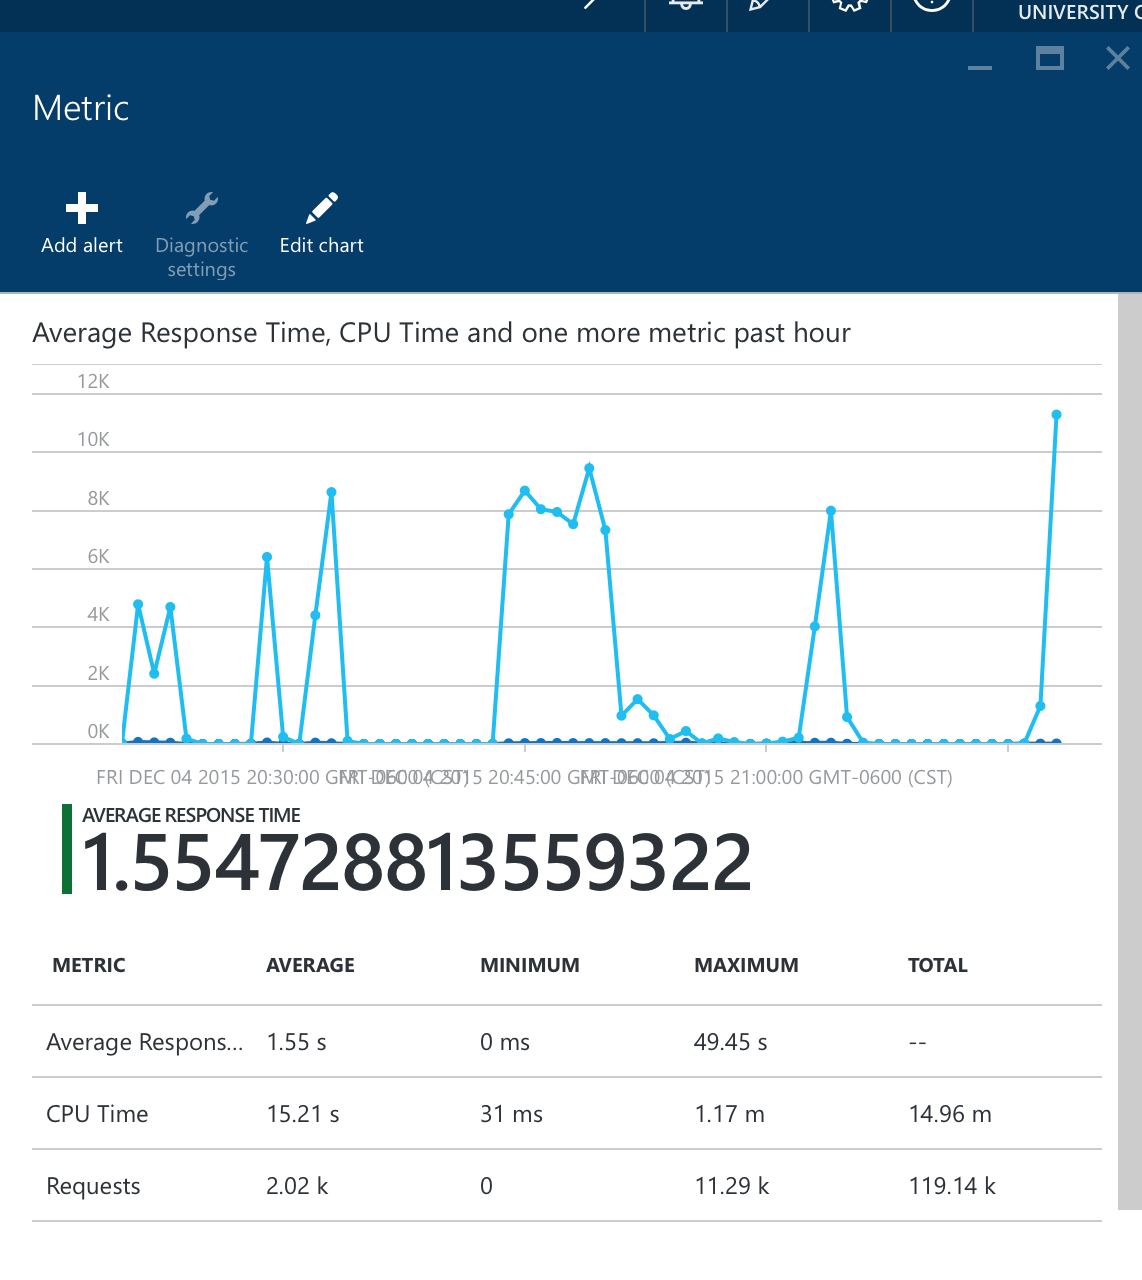 UNIVERSITY
Metric
Add alert
Diagnostic settings
Edit chart
Average Response Time, CPU Time and one more metric past hour
12K
10K
8K
6K
4K
2K
0K
FRI DEC 04 2015 20:30:00 GMT-0600 (CST)
FRI DEC 04 2015 20:45:00 GMT-0600 (CST)
FRI DEC 04 2015 21:00:00 GMT-0600 (CST)
AVERAGE RESPONSE TIME
1.554728813559322
METRIC AVERAGE MINIMUM MAXIMUM TOTAL
Average Respons... 1.55 s 0 ms 49.45 s --
CPU Time 15.21 s 31 ms 1.17 m 14.96 m
Requests 2.02 k 0 11.29 k 119.14 k